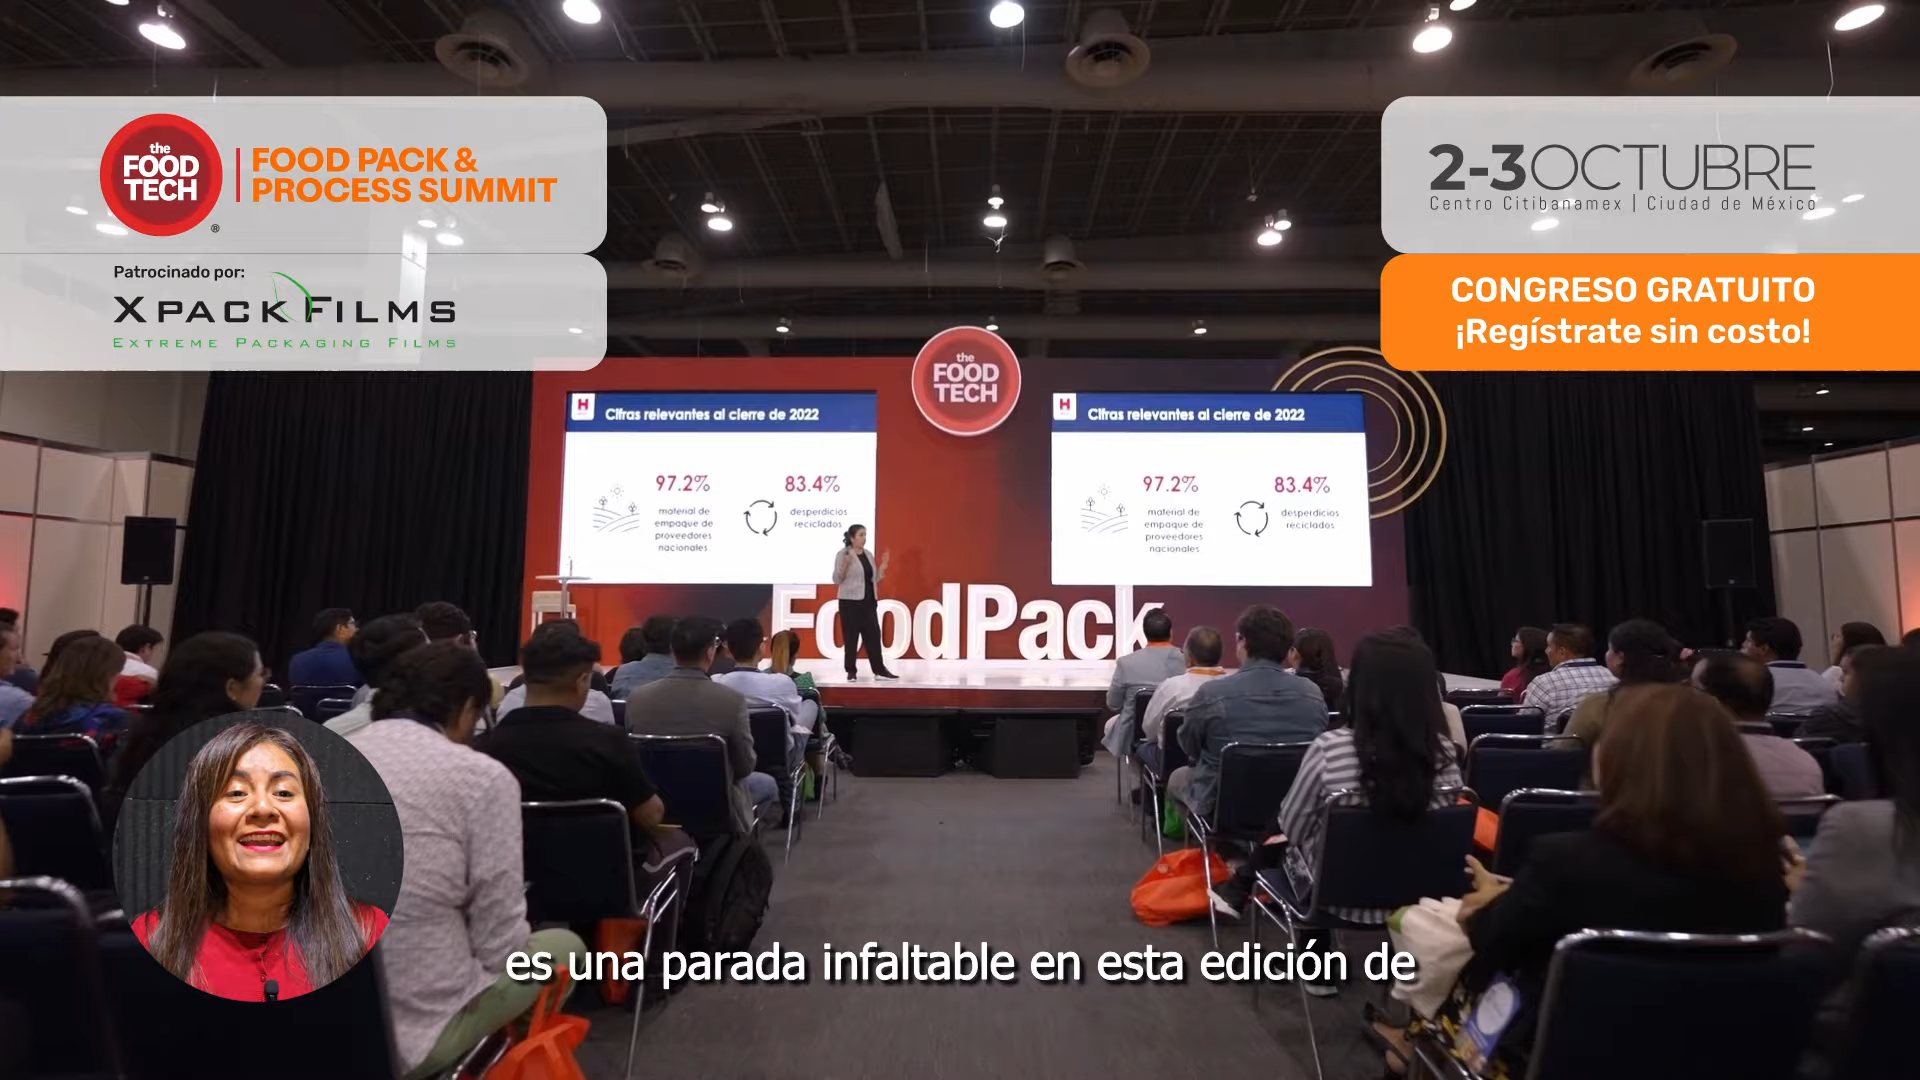 the
FOOD
TECH
®
FOOD PACK &
PROCESS SUMMIT
Patrocinado por:
XPACK FILMS
EXTREME PACKAGING FILMS
2-3 OCTUBRE
Centro Citibanamex | Ciudad de México
CONGRESO GRATUITO
¡Regístrate sin costo!
the
FOOD
TECH
H
Cifras relevantes al cierre de 2022
97.2%
material de
empaque de
proveedores
nacionales
83.4%
desperdicios
reciclados
H
Cifras relevantes al cierre de 2022
97.2%
material de
empaque de
proveedores
nacionales
83.4%
desperdicios
reciclados
FoodPack
es una parada infaltable en esta edición de